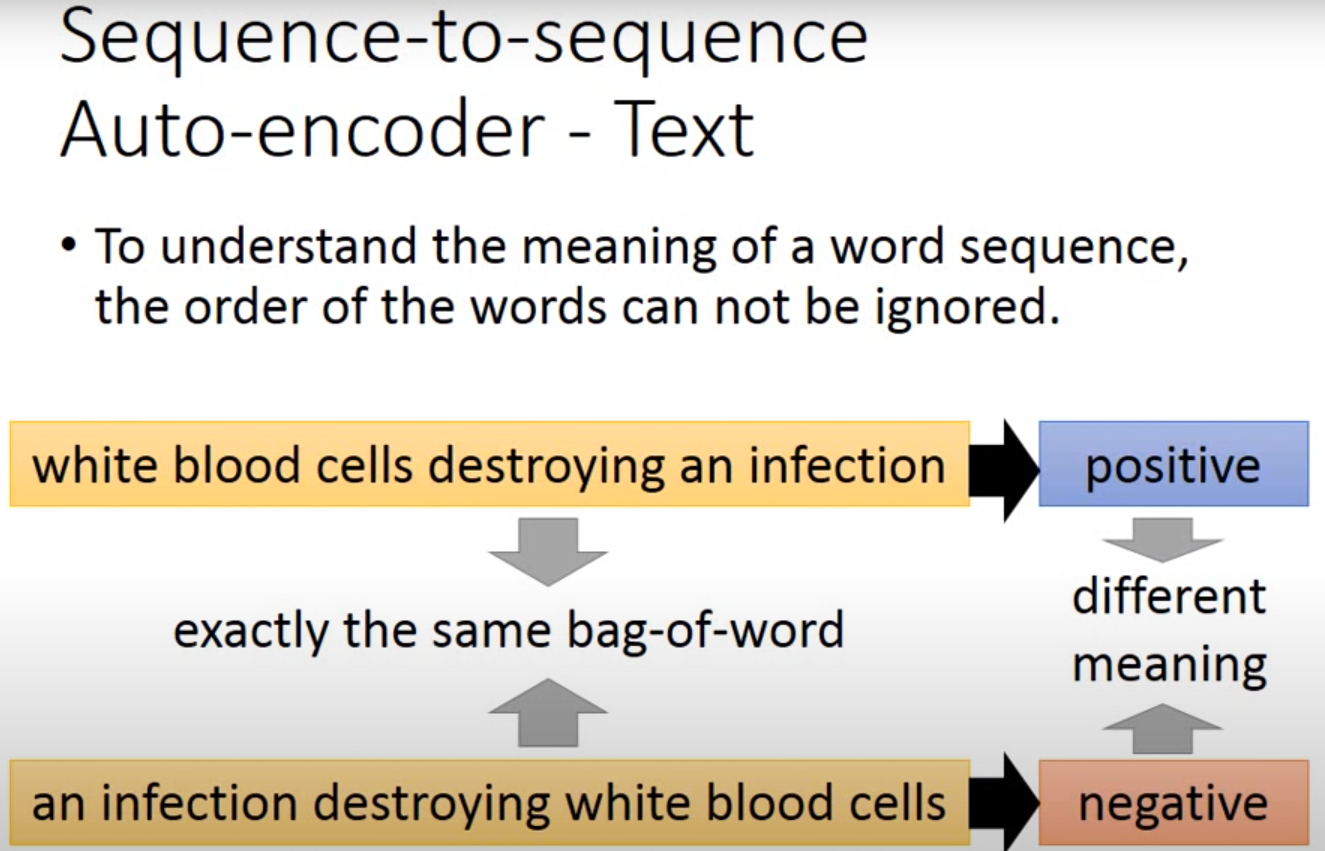 Sequence-to-sequence
Auto-encoder - Text
• To understand the meaning of a word sequence,
the order of the words can not be ignored.
white blood cells destroying an infection
positive
exactly the same bag-of-word
different
meaning
an infection destroying white blood cells
negative